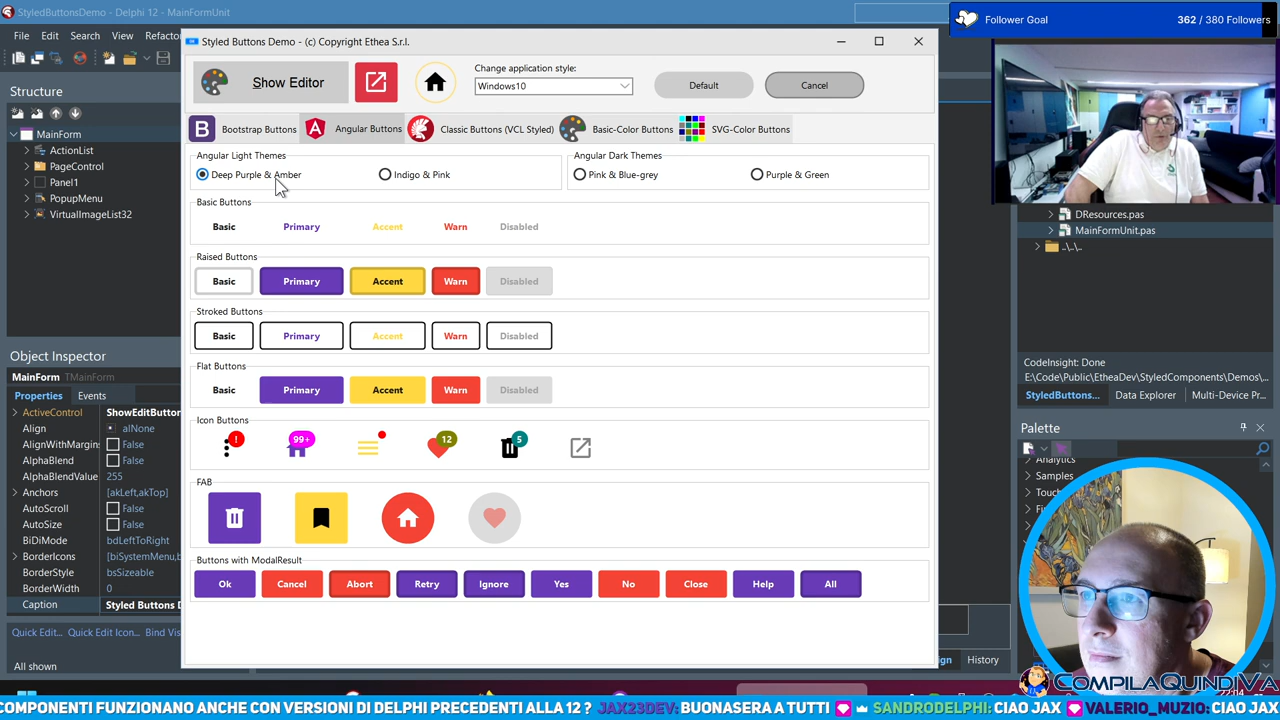 StyledButtonsDemo - Delphi 12 - MainFormUnit
Follower Goal
362 / 380 Followers
File Edit Search View Refactor
Styled Buttons Demo - (c) Copyright Ethea S.r.l.
Show Editor
Change application style:
Windows10
Default
Cancel
Structure
MainForm
ActionList
PageControl
Panel1
PopupMenu
VirtualImageList32
Bootstrap Buttons
Angular Buttons
Classic Buttons (VCL Styled)
Basic-Color Buttons
SVG-Color Buttons
Angular Light Themes
Deep Purple & Amber
Indigo & Pink
Angular Dark Themes
Pink & Blue-grey
Purple & Green
Basic Buttons
Basic Primary Accent Warn Disabled
Raised Buttons
Basic Primary Accent Warn Disabled
Stroked Buttons
Basic Primary Accent Warn Disabled
Flat Buttons
Basic Primary Accent Warn Disabled
Icon Buttons
! 99+ 12 5
FAB
Buttons with ModalResult
Ok Cancel Abort Retry Ignore Yes No Close Help All
Object Inspector
MainForm TMainForm
Properties Events
ActiveControl ShowEditButton
Align alNone
AlignWithMargin False
AlphaBlend False
AlphaBlendValue 255
Anchors [akLeft,akTop]
AutoScroll False
AutoSize False
BiDiMode bdLeftToRight
BorderIcons [biSystemMenu,b
BorderStyle bsSizeable
BorderWidth 0
Caption Styled Buttons D
Quick Edit... Quick Edit Icon... Bind Vis
All shown
DResources.pas
MainFormUnit.pas
..\..\
CodeInsight: Done
E:\Code\Public\EtheaDev\StyledComponents\Demos\...
StyledButtons... Data Explorer Multi-Device Pr...
Palette
Analytics
Samples
History
COMPILAQUINDIVA
COMPONENTI FUNZIONANO ANCHE CON VERSIONI DI DELPHI PRECEDENTI ALLA 12 ? JAX23DEV: BUONASERA A TUTTI SANDRODELPHI: CIAO JAX VALERIO_MUZIO: CIAO JAX